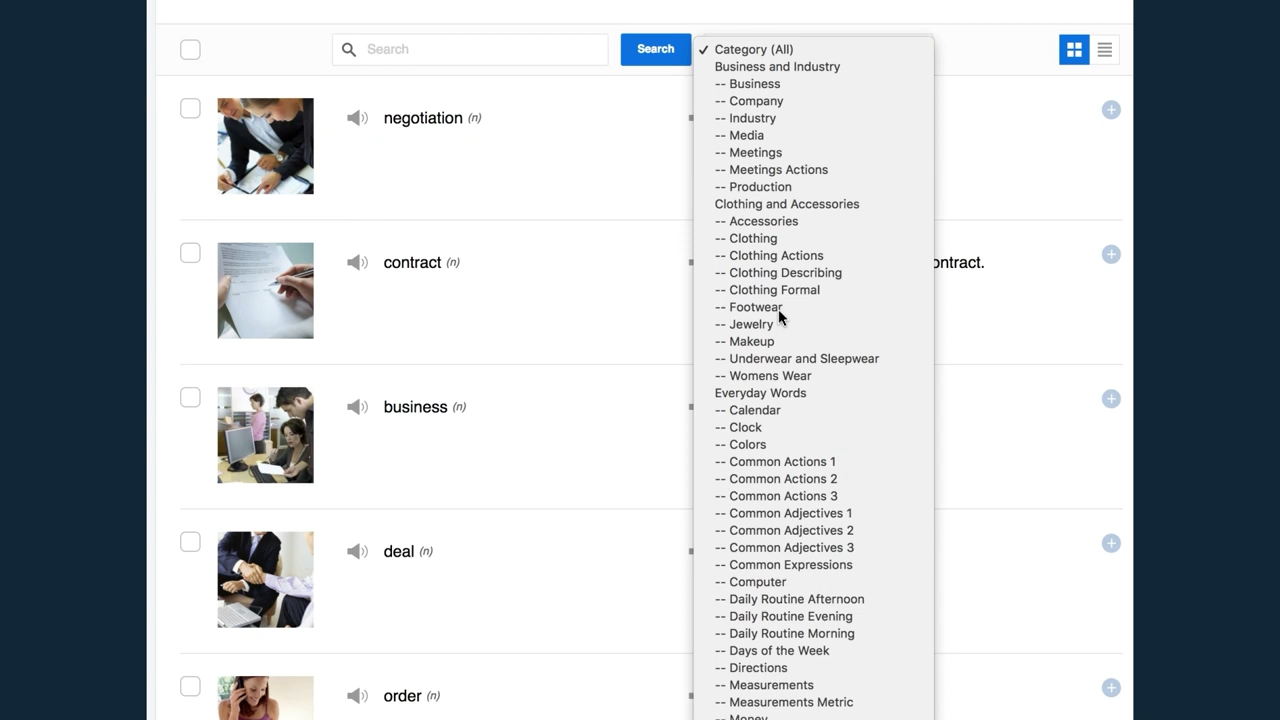 Search
Search
✓ Category (All)
Business and Industry
-- Business
-- Company
-- Industry
-- Media
-- Meetings
-- Meetings Actions
-- Production
Clothing and Accessories
-- Accessories
-- Clothing
-- Clothing Actions
-- Clothing Describing
-- Clothing Formal
-- Footwear
-- Jewelry
-- Makeup
-- Underwear and Sleepwear
-- Womens Wear
Everyday Words
-- Calendar
-- Clock
-- Colors
-- Common Actions 1
-- Common Actions 2
-- Common Actions 3
-- Common Adjectives 1
-- Common Adjectives 2
-- Common Adjectives 3
-- Common Expressions
-- Computer
-- Daily Routine Afternoon
-- Daily Routine Evening
-- Daily Routine Morning
-- Days of the Week
-- Directions
-- Measurements
-- Measurements Metric
-- Money
negotiation (n)
contract (n)
ontract.
business (n)
deal (n)
order (n)